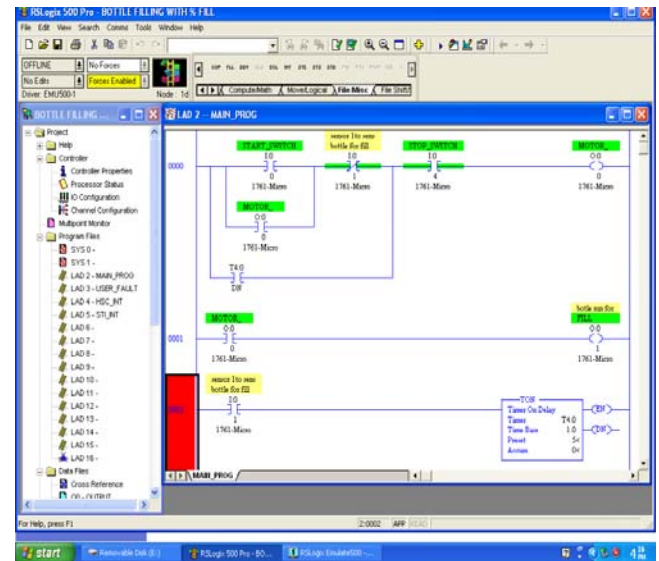 RSLogix 500 Pro - BOTTLE FILLING WITH % FILL
File Edit View Search Comms Tools Window Help
OFFLINE No Forces
No Edits Forces Enabled
Driver: EMU500-1 Node : 1d
Compute/Math Move/Logical File/Misc File Shift/
BOTTLE FILLING ...
LAD 2 -- MAIN_PROG
Project
Help
Controller
Controller Properties
Processor Status
IO Configuration
Channel Configuration
Multipoint Monitor
Program Files
SYS 0 -
SYS 1 -
LAD 2 - MAIN_PROG
LAD 3 - USER_FAULT
LAD 4 - HSC_INT
LAD 5 - STI_INT
LAD 6 -
LAD 7 -
LAD 8 -
LAD 9 -
LAD 10 -
LAD 11 -
LAD 12 -
LAD 13 -
LAD 14 -
LAD 15 -
LAD 16 -
Data Files
Cross Reference
O0 - OUTPUT
sensor 1to sens
bottle for fill
START_SWITCH STOP_SWITCH MOTOR_
I:0 I:0 I:0 O:0
0000
0 1 4 0
1761-Micro 1761-Micro 1761-Micro 1761-Micro
MOTOR_
O:0
0
1761-Micro
T4:0
DN
bottle run for
MOTOR_ FILL
O:0 O:0
0001
0 1
1761-Micro 1761-Micro
sensor 1to sens
bottle for fill
I:0
0002
1
1761-Micro
TON
Timer On Delay EN
Timer T4:0
Time Base 1.0 DN
Preset 5<
Accum 0<
MAIN_PROG
For Help, press F1 2:0002 APP READ
start Removable Disk (E:) RSLogix 500 Pro - BO... RSLogix Emulate500 -...